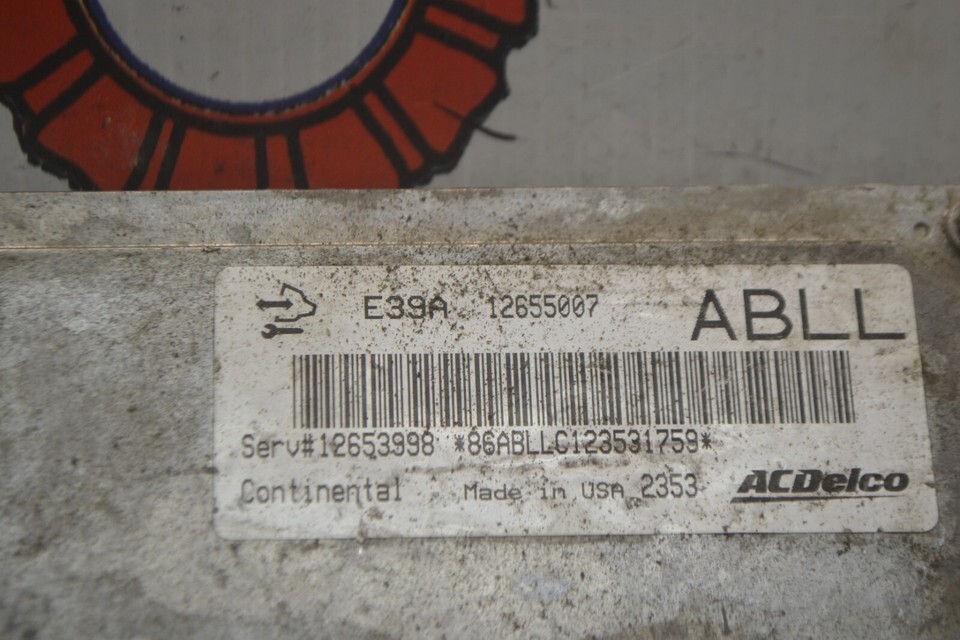 E39A 12655007 ABLL
Serv#12653998 *86ABLLC123531759*
Continental Made in USA 2353 ACDelco